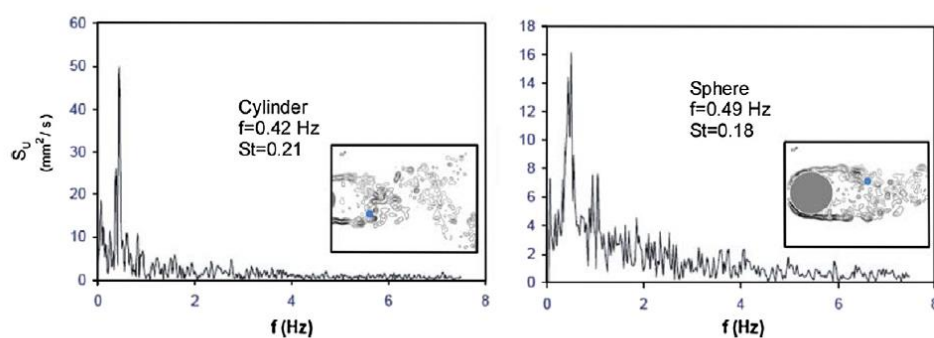 60
50
40
30
20
10
0
S_U
(mm²/ s)
Cylinder
f=0.42 Hz
St=0.21
0 2 4 6 8
f (Hz)
18
16
14
12
10
8
6
4
2
0
Sphere
f=0.49 Hz
St=0.18
0 2 4 6 8
f (Hz)